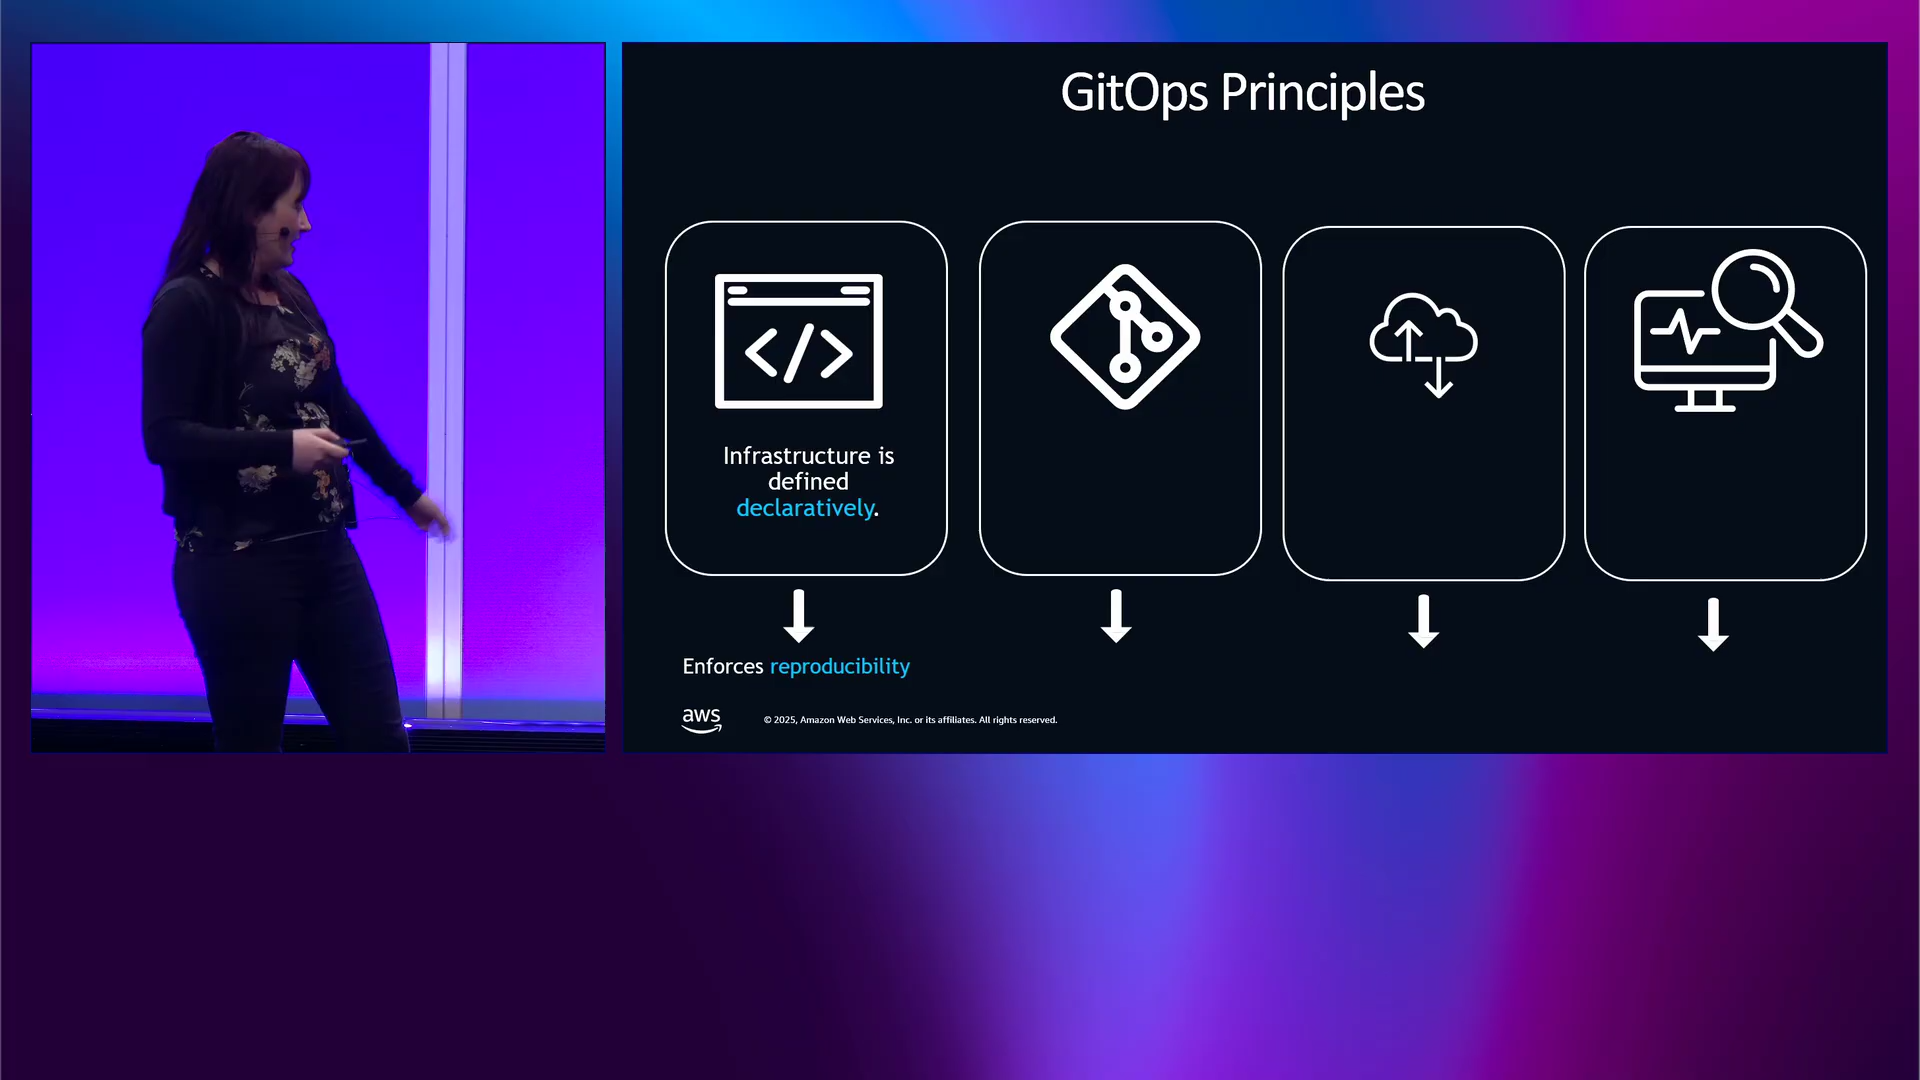 GitOps Principles
</>
Infrastructure is
defined
declaratively.
Enforces reproducibility
aws
© 2025, Amazon Web Services, Inc. or its affiliates. All rights reserved.